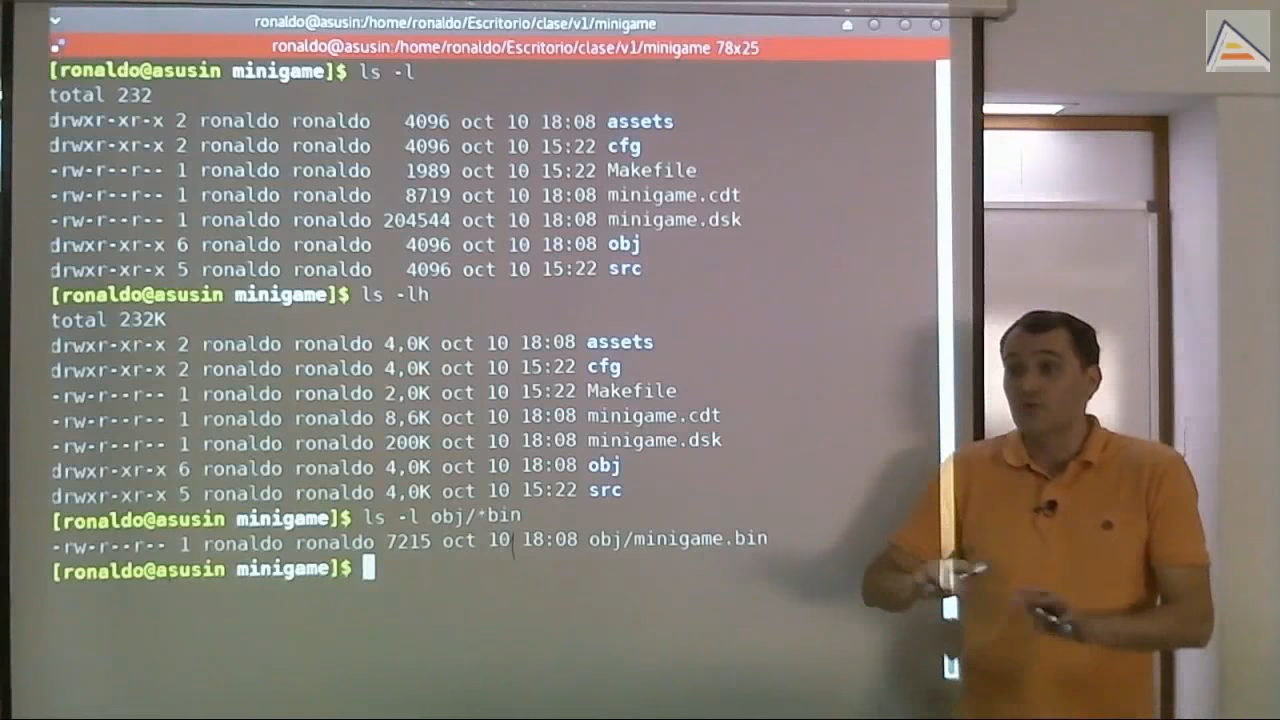 ronaldo@asusin:/home/ronaldo/Escritorio/clase/v1/minigame
ronaldo@asusin:/home/ronaldo/Escritorio/clase/v1/minigame 78x25
[ronaldo@asusin minigame]$ ls -l
total 232
drwxr-xr-x 2 ronaldo ronaldo 4096 oct 10 18:08 assets
drwxr-xr-x 2 ronaldo ronaldo 4096 oct 10 15:22 cfg
-rw-r--r-- 1 ronaldo ronaldo 1989 oct 10 15:22 Makefile
-rw-r--r-- 1 ronaldo ronaldo 8719 oct 10 18:08 minigame.cdt
-rw-r--r-- 1 ronaldo ronaldo 204544 oct 10 18:08 minigame.dsk
drwxr-xr-x 6 ronaldo ronaldo 4096 oct 10 18:08 obj
drwxr-xr-x 5 ronaldo ronaldo 4096 oct 10 15:22 src
[ronaldo@asusin minigame]$ ls -lh
total 232K
drwxr-xr-x 2 ronaldo ronaldo 4,0K oct 10 18:08 assets
drwxr-xr-x 2 ronaldo ronaldo 4,0K oct 10 15:22 cfg
-rw-r--r-- 1 ronaldo ronaldo 2,0K oct 10 15:22 Makefile
-rw-r--r-- 1 ronaldo ronaldo 8,6K oct 10 18:08 minigame.cdt
-rw-r--r-- 1 ronaldo ronaldo 200K oct 10 18:08 minigame.dsk
drwxr-xr-x 6 ronaldo ronaldo 4,0K oct 10 18:08 obj
drwxr-xr-x 5 ronaldo ronaldo 4,0K oct 10 15:22 src
[ronaldo@asusin minigame]$ ls -l obj/*bin
-rw-r--r-- 1 ronaldo ronaldo 7215 oct 10 18:08 obj/minigame.bin
[ronaldo@asusin minigame]$